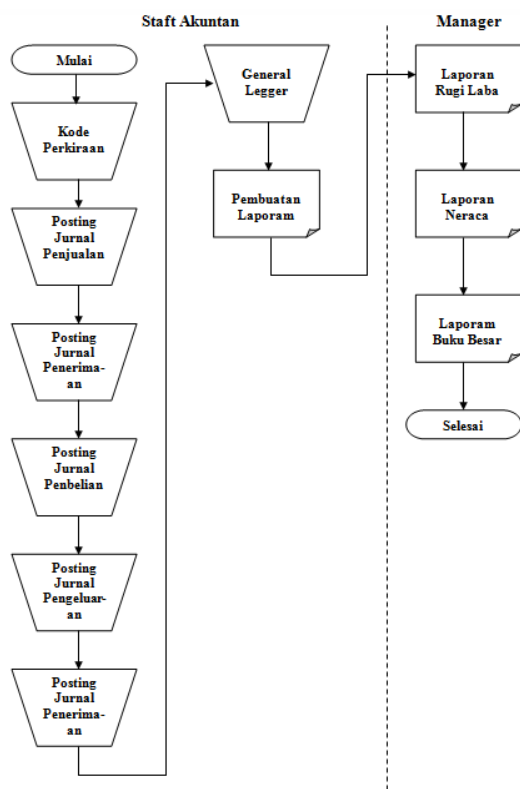 Staft Akuntan
Manager
Mulai
Kode
Perkiraan
Posting
Jurnal
Penjualan
Posting
Jurnal
Penerima-
an
Posting
Jurnal
Penbelian
Posting
Jurnal
Pengeluar-
an
Posting
Jurnal
Penerima-
an
General
Legger
Pembuatan
Laporam
Laporan
Rugi Laba
Laporan
Neraca
Laporam
Buku Besar
Selesai